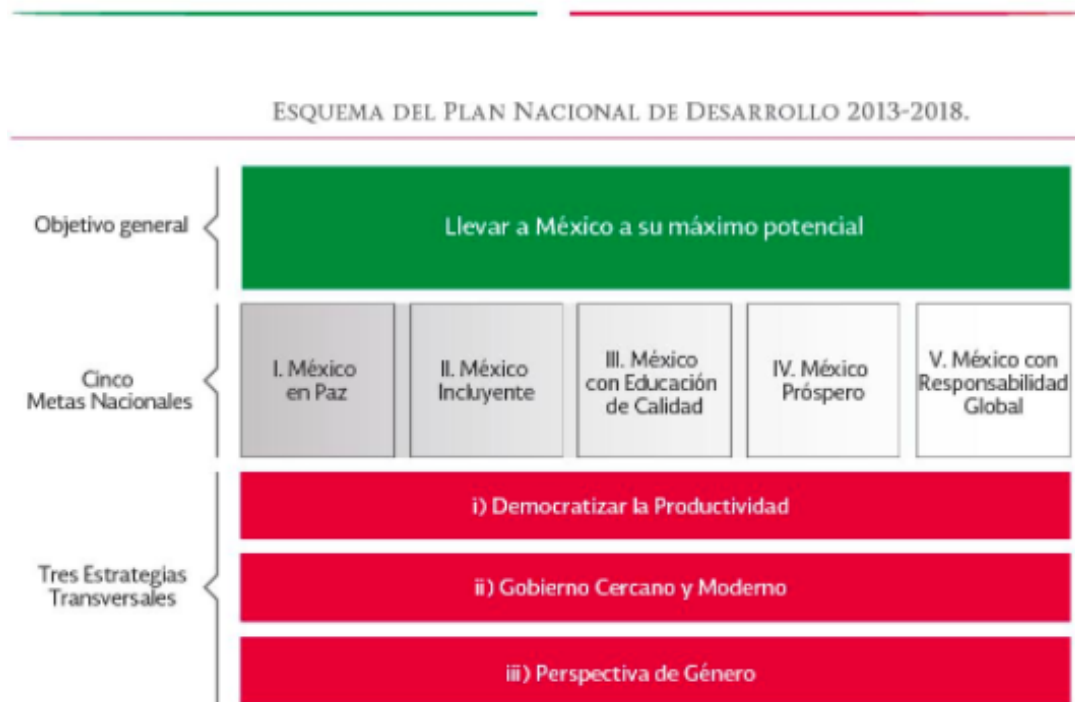 ESQUEMA DEL PLAN NACIONAL DE DESARROLLO 2013-2018.
Objetivo general
Llevar a México a su máximo potencial
Cinco
Metas Nacionales
I. México
en Paz
II. México
Incluyente
III. México
con Educación
de Calidad
IV. México
Próspero
V. México con
Responsabilidad
Global
Tres Estrategias
Transversales
i) Democratizar la Productividad
ii) Gobierno Cercano y Moderno
iii) Perspectiva de Género